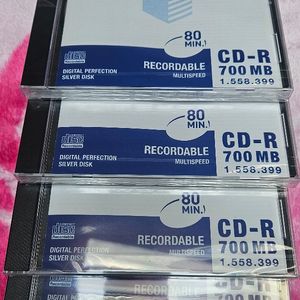 80
MIN.
CD-R
700 MB
RECORDABLE
MULTISPEED
DIGITAL PERFECTION
SILVER DISK
1.558.399
80
MIN.
CD-R
700 MB
RECORDABLE
MULTISPEED
DIGITAL PERFECTION
SILVER DISK
1.558.399
80
MIN.
CD-R
700 MB
RECORDABLE
MULTISPEED
DIGITAL PERFECTION
SILVER DISK
1.558.399
80